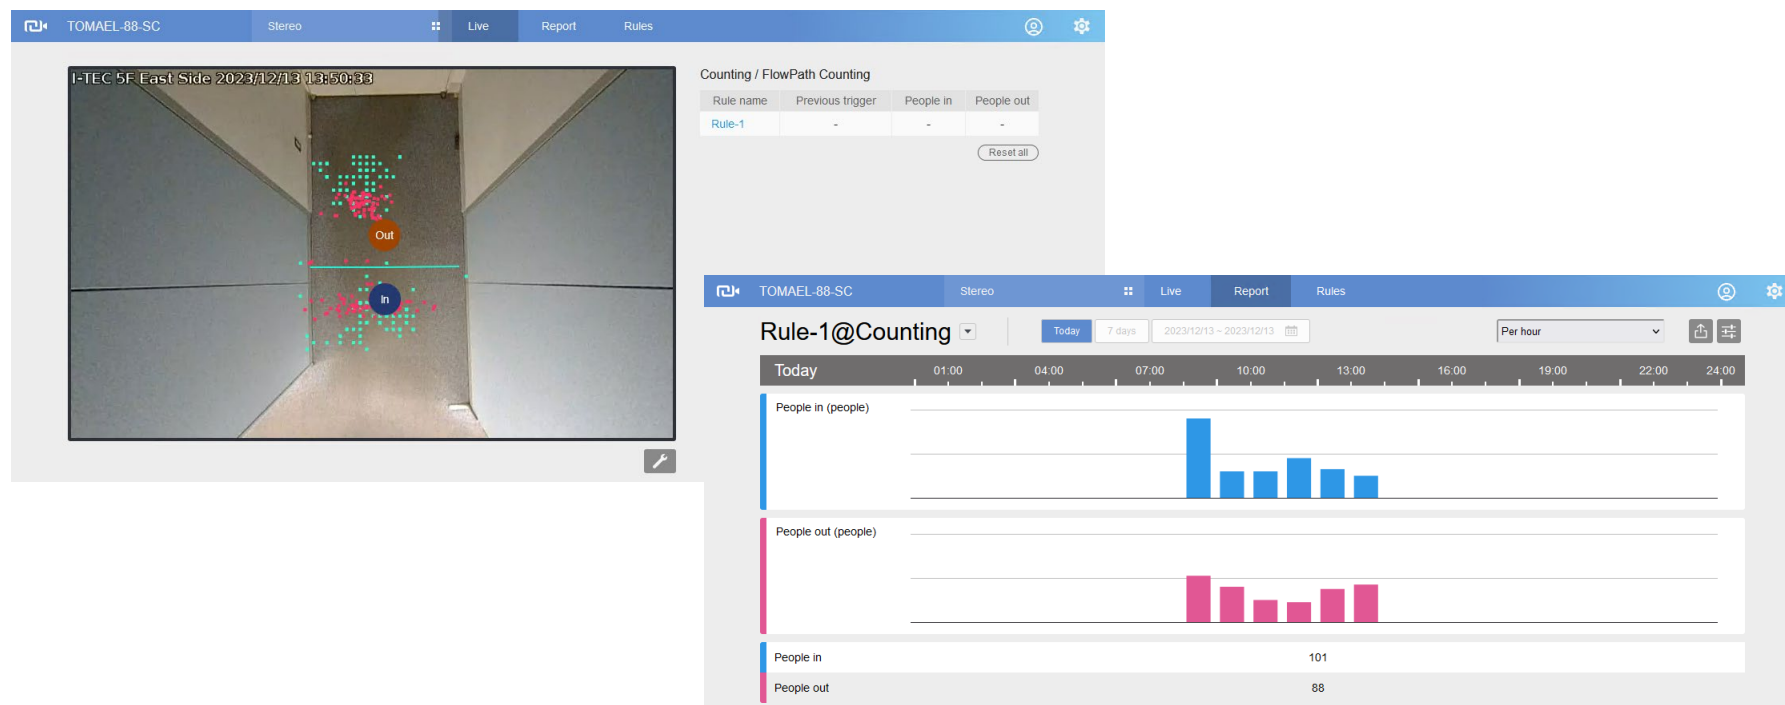 TOMAEL-88-SC Stereo Live Report Rules
I-TEC 5F East Side 2023/12/13 13:50:33
Out
In
Counting / FlowPath Counting
Rule name Previous trigger People in People out
Rule-1 - - -
Reset all
TOMAEL-88-SC Stereo Live Report Rules
Rule-1@Counting Today 7 days 2023/12/13 ~ 2023/12/13 Per hour
Today 01:00 04:00 07:00 10:00 13:00 16:00 19:00 22:00 24:00
People in (people)
People out (people)
People in 101
People out 88